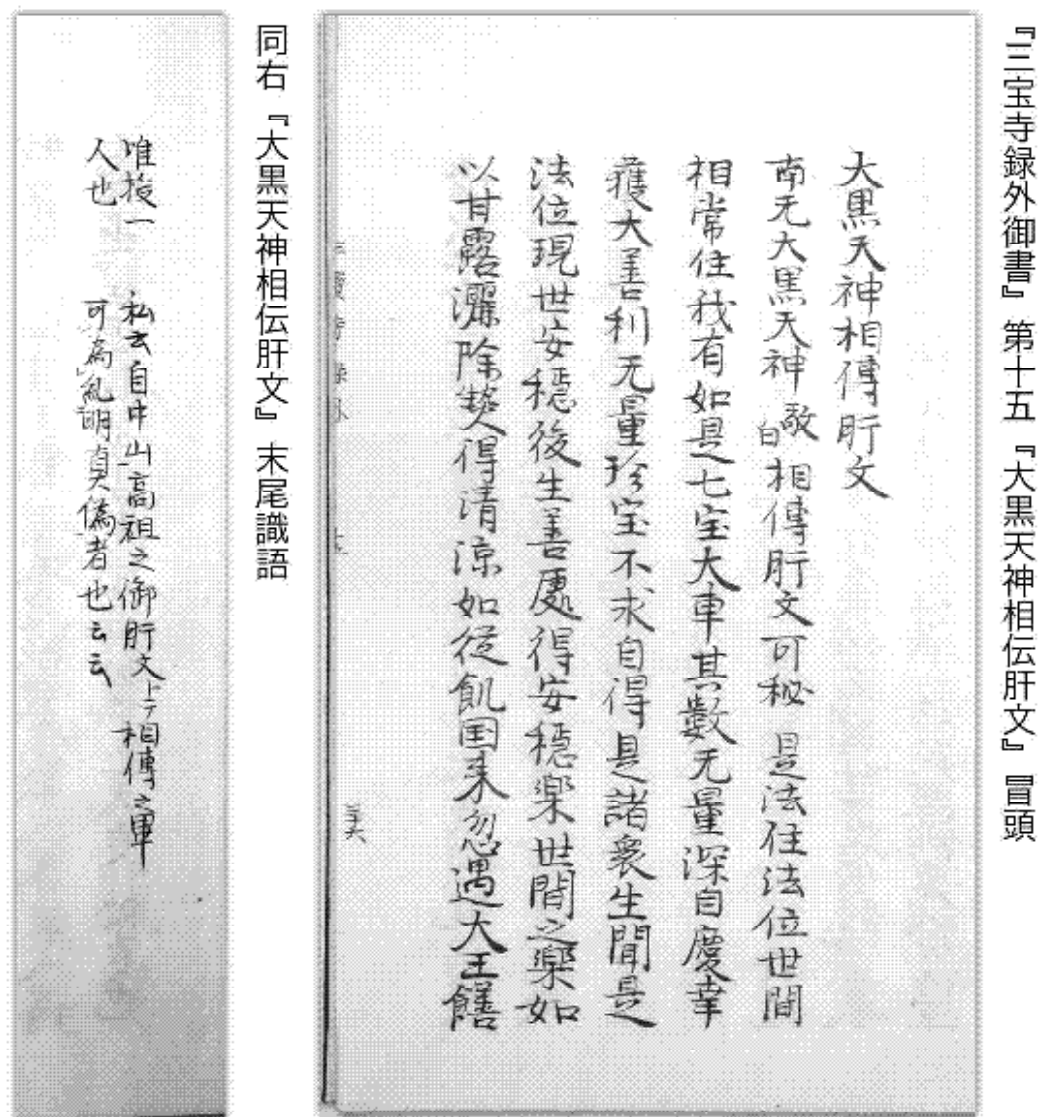 『三宝寺録外御書』第十五『大黒天神相伝肝文』冒頭
大黒天神相傳肝文
南无大黒天神 敬白 相傳肝文可秘 是法住法位世間
相常住我有如是七宝大車其數无量深自慶幸
獲大善利无量珍宝不求自得是諸衆生聞是
法位現世安穏後生善處得安穏楽世間之樂如
以甘露灑除熱得清涼如従飢国来忽遇大王饍
同右『大黒天神相伝肝文』末尾識語
唯授一
人也
私云自中山高祖之御肝文上テ相傳之
可為糺明真偽者也云云